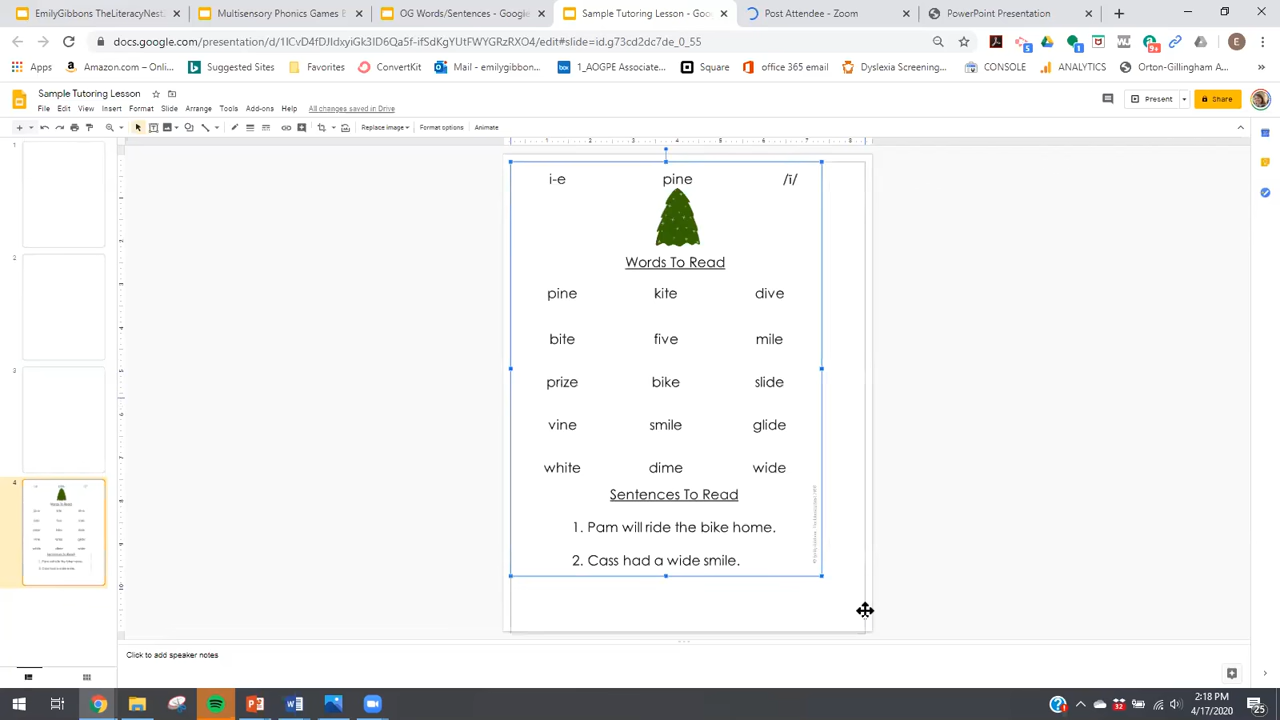 EmilyGibbons TheLiteracyNest
Multisensory Phonics Games B
OG Words/Sentences - Google
Sample Tutoring Lesson - Goo
Post Attendee - Zoom
PowerPoint Presentation
docs.google.com/presentation/d/
/edit#slide=id.g73cd2dc7de_0_55
Apps
Amazon.com - Onlin...
Suggested Sites
Favorites
ConvertKit
Mail - emilygibbon...
1_AOGPE Associate...
Square
office 365 email
Dyslexia Screening...
CONSOLE
ANALYTICS
Orton-Gillingham A...
Sample Tutoring Lesson
Present
Share
File Edit View Insert Format Slide Arrange Tools Add-ons Help All changes saved in Drive
Replace image
Format options
Animate
i-e pine /ī/
Words To Read
pine kite dive
bite five mile
prize bike slide
vine smile glide
white dime wide
Sentences To Read
1. Pam will ride the bike home.
2. Cass had a wide smile.
1
2
3
4
Click to add speaker notes
2:18 PM
4/17/2020